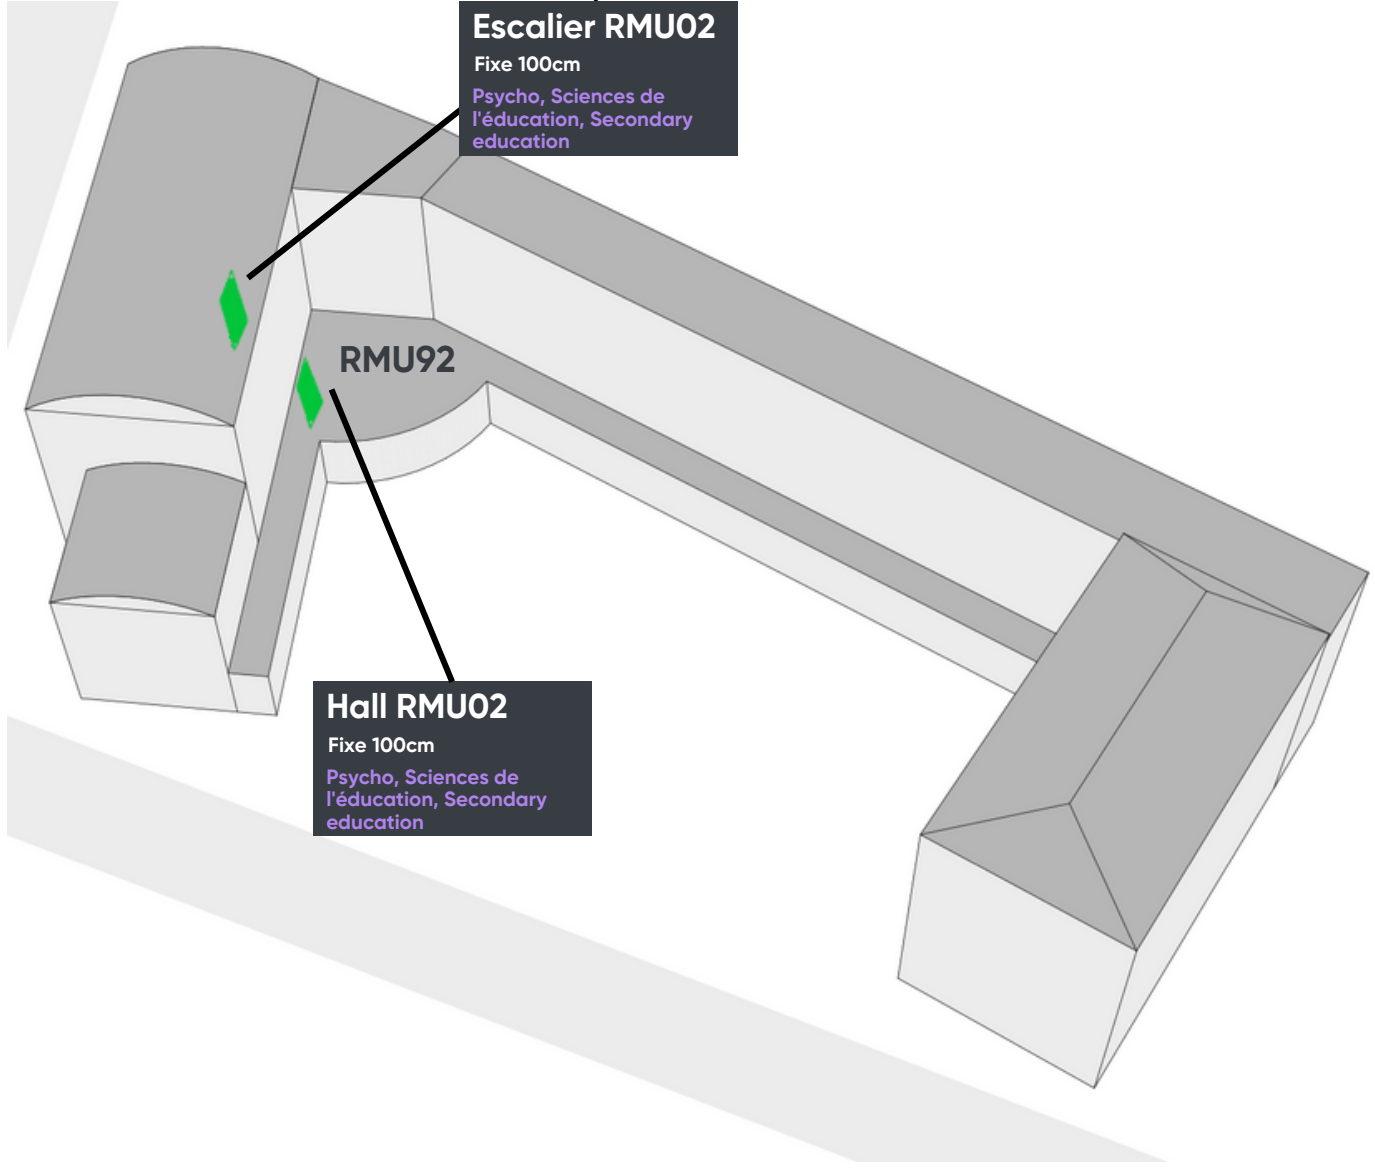 Escalier RMU02
Fixe 100cm
Psycho, Sciences de
l'éducation, Secondary
education
RMU92
Hall RMU02
Fixe 100cm
Psycho, Sciences de
l'éducation, Secondary
education